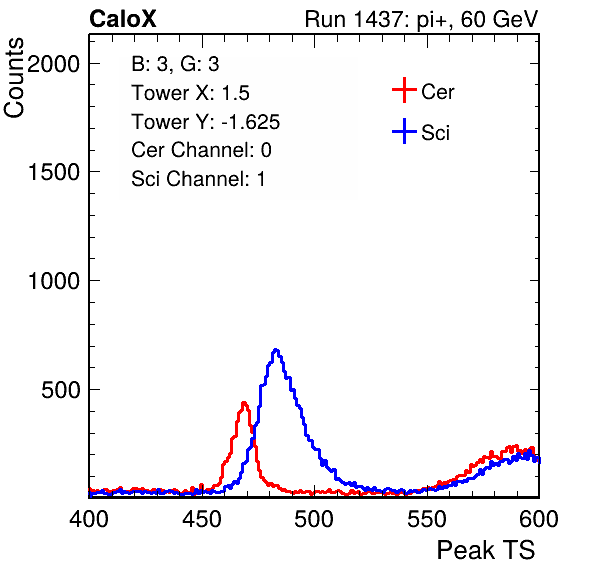 CaloX Run 1437: pi+, 60 GeV
Counts
B: 3, G: 3
Tower X: 1.5
Tower Y: -1.625
Cer Channel: 0
Sci Channel: 1
Cer
Sci
2000
1500
1000
500
400 450 500 550 600
Peak TS